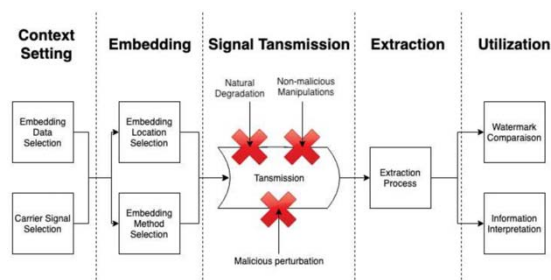 Context
Setting
Embedding
Signal Tansmission
Extraction
Utilization
Natural
Degradation
Non-malicious
Manipulations
Embedding
Data
Selection
Embedding
Location
Selection
Watermark
Comparaison
Tansmission
Extraction
Process
Carrier Signal
Selection
Embedding
Method
Selection
Information
Interpretation
Malicious perturbation